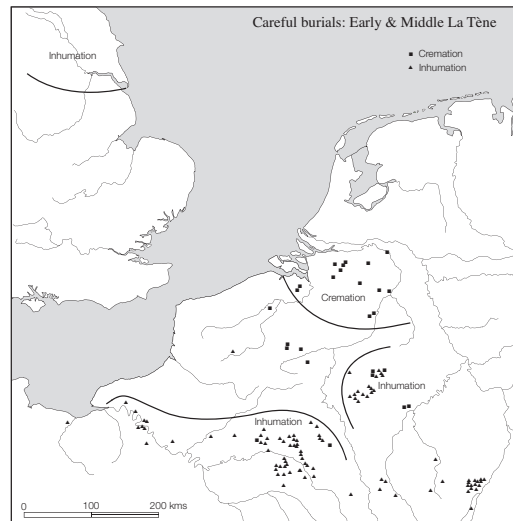 Careful burials: Early & Middle La Tène
Cremation
Inhumation
Inhumation
Cremation
Inhumation
Inhumation
0 100 200 kms